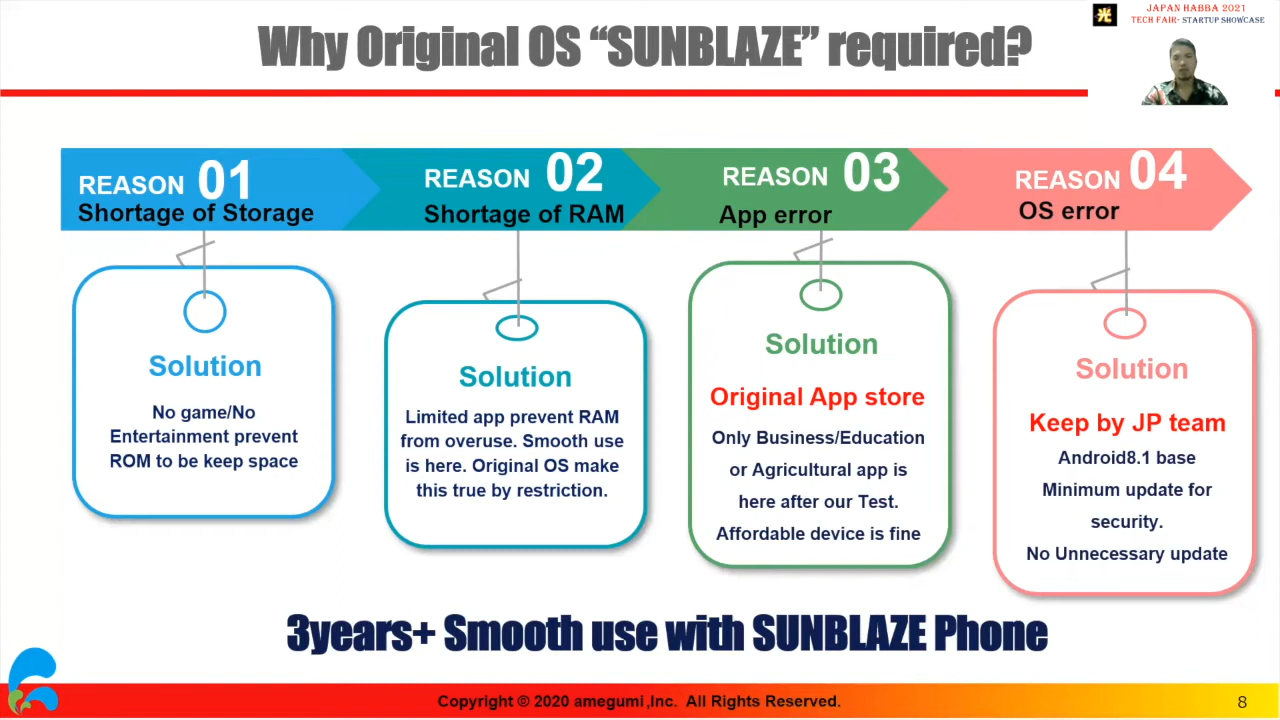 JAPAN HABBA 2021
光
TECH FAIR- STARTUP SHOWCASE
Why Original OS “SUNBLAZE” required?
REASON 01
Shortage of Storage
REASON 02
Shortage of RAM
REASON 03
App error
REASON 04
OS error
Solution
No game/No
Entertainment prevent
ROM to be keep space
Solution
Limited app prevent RAM
from overuse. Smooth use
is here. Original OS make
this true by restriction.
Solution
Original App store
Only Business/Education
or Agricultural app is
here after our Test.
Affordable device is fine
Solution
Keep by JP team
Android8.1 base
Minimum update for
security.
No Unnecessary update
3years+ Smooth use with SUNBLAZE Phone
Copyright © 2020 amegumi,Inc. All Rights Reserved.
8